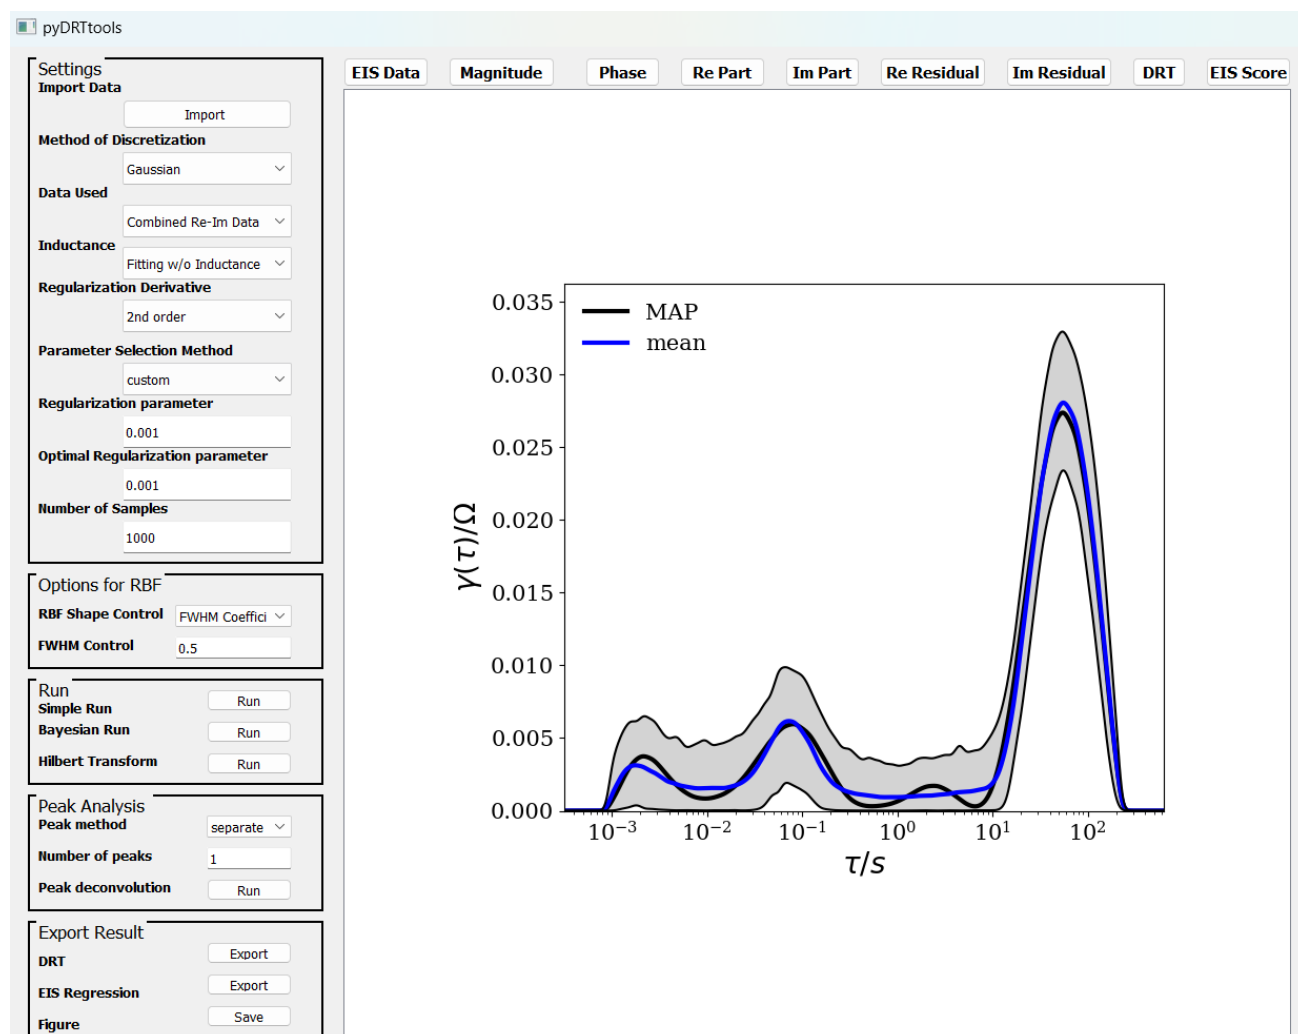 pyDRTtools
Settings
Import Data
Import
Method of Discretization
Gaussian
Data Used
Combined Re-Im Data
Inductance
Fitting w/o Inductance
Regularization Derivative
2nd order
Parameter Selection Method
custom
Regularization parameter
0.001
Optimal Regularization parameter
0.001
Number of Samples
1000
Options for RBF
RBF Shape Control FWHM Coeffici
FWHM Control 0.5
Run
Simple Run Run
Bayesian Run Run
Hilbert Transform Run
Peak Analysis
Peak method separate
Number of peaks 1
Peak deconvolution Run
Export Result
DRT Export
EIS Regression Export
Figure Save
EIS Data Magnitude Phase Re Part Im Part Re Residual Im Residual DRT EIS Score
MAP
mean
0.035
0.030
0.025
0.020
0.015
0.010
0.005
0.000
γ(τ)/Ω
10⁻³ 10⁻² 10⁻¹ 10⁰ 10¹ 10²
τ/s